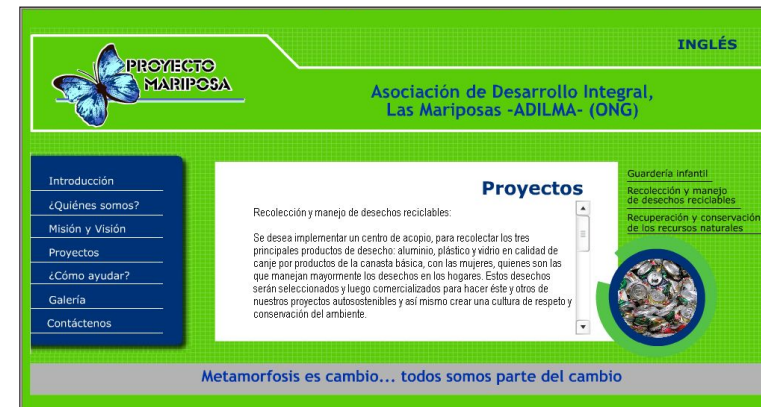 PROYECTO
MARIPOSA
INGLÉS
Asociación de Desarrollo Integral,
Las Mariposas -ADILMA- (ONG)
Introducción
¿Quiénes somos?
Misión y Visión
Proyectos
¿Cómo ayudar?
Galería
Contáctenos
Proyectos
Recolección y manejo de desechos reciclables:
Se desea implementar un centro de acopio, para recolectar los tres
principales productos de desecho: aluminio, plástico y vidrio en calidad de
canje por productos de la canasta básica, con las mujeres, quienes son las
que manejan mayormente los desechos en los hogares. Estos desechos
serán seleccionados y luego comercializados para hacer éste y otros de
nuestros proyectos autosostenibles y así mismo crear una cultura de respeto y
conservación del ambiente.
Guardería infantil
Recolección y manejo
de desechos reciclables
Recuperación y conservación
de los recursos naturales
Metamorfosis es cambio... todos somos parte del cambio